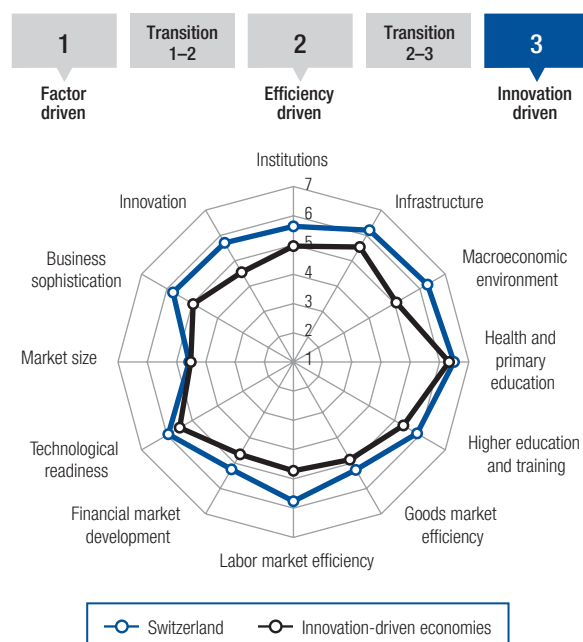 1
Transition
1–2
2
Transition
2–3
3
Factor
driven
Efficiency
driven
Innovation
driven
Institutions
7
6
5
4
3
2
1
Infrastructure
Macroeconomic
environment
Health and
primary
education
Higher education
and training
Goods market
efficiency
Labor market efficiency
Financial market
development
Technological
readiness
Market size
Business
sophistication
Innovation
Switzerland
Innovation-driven economies